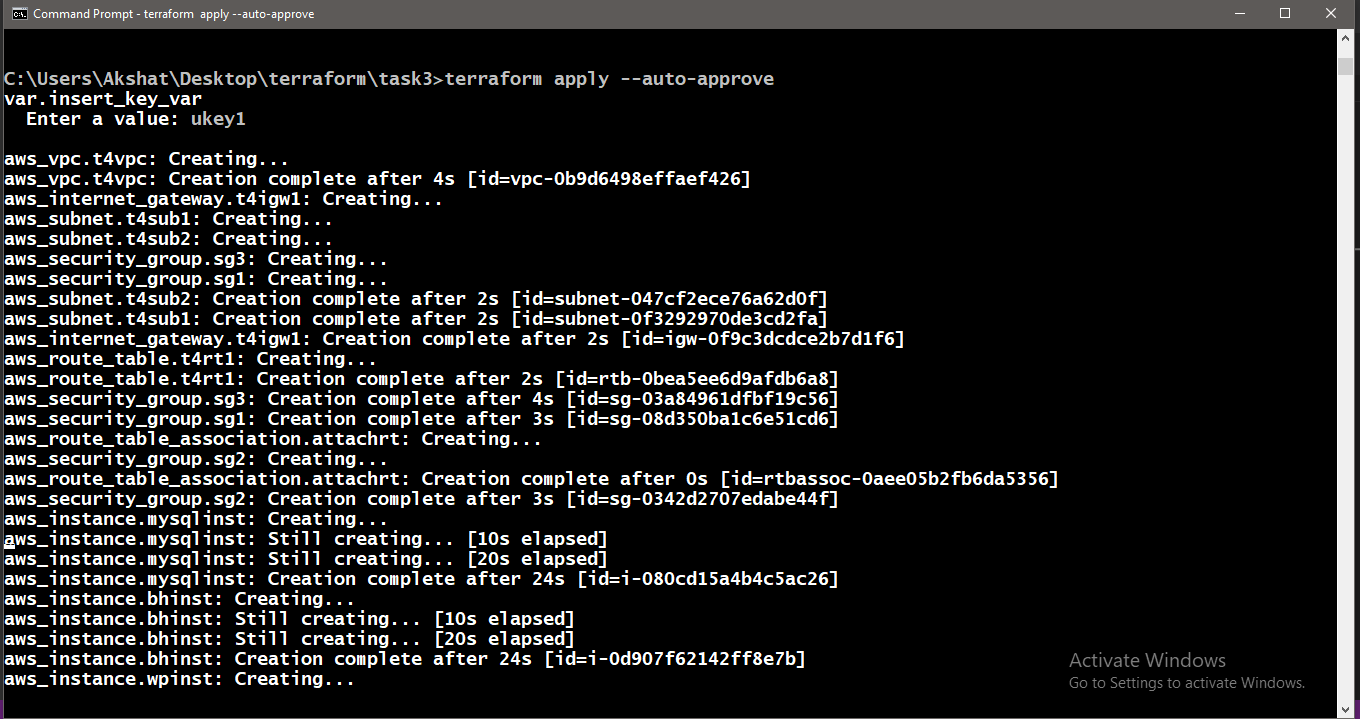 Command Prompt - terraform  apply --auto-approve
C:\Users\Akshat\Desktop\terraform\task3>terraform apply --auto-approve
var.insert_key_var
  Enter a value: ukey1
aws_vpc.t4vpc: Creating...
aws_vpc.t4vpc: Creation complete after 4s [id=vpc-0b9d6498effaef426]
aws_internet_gateway.t4igw1: Creating...
aws_subnet.t4sub1: Creating...
aws_subnet.t4sub2: Creating...
aws_security_group.sg3: Creating...
aws_security_group.sg1: Creating...
aws_subnet.t4sub2: Creation complete after 2s [id=subnet-047cf2ece76a62d0f]
aws_subnet.t4sub1: Creation complete after 2s [id=subnet-0f3292970de3cd2fa]
aws_internet_gateway.t4igw1: Creation complete after 2s [id=igw-0f9c3dcdce2b7d1f6]
aws_route_table.t4rt1: Creating...
aws_route_table.t4rt1: Creation complete after 2s [id=rtb-0bea5ee6d9afdb6a8]
aws_security_group.sg3: Creation complete after 4s [id=sg-03a84961dfbf19c56]
aws_security_group.sg1: Creation complete after 3s [id=sg-08d350ba1c6e51cd6]
aws_route_table_association.attachrt: Creating...
aws_security_group.sg2: Creating...
aws_route_table_association.attachrt: Creation complete after 0s [id=rtbassoc-0aee05b2fb6da5356]
aws_security_group.sg2: Creation complete after 3s [id=sg-0342d2707edabe44f]
aws_instance.mysqlinst: Creating...
aws_instance.mysqlinst: Still creating... [10s elapsed]
aws_instance.mysqlinst: Still creating... [20s elapsed]
aws_instance.mysqlinst: Creation complete after 24s [id=i-080cd15a4b4c5ac26]
aws_instance.bhinst: Creating...
aws_instance.bhinst: Still creating... [10s elapsed]
aws_instance.bhinst: Still creating... [20s elapsed]
aws_instance.bhinst: Creation complete after 24s [id=i-0d907f62142ff8e7b]
aws_instance.wpinst: Creating...
Activate Windows
Go to Settings to activate Windows.